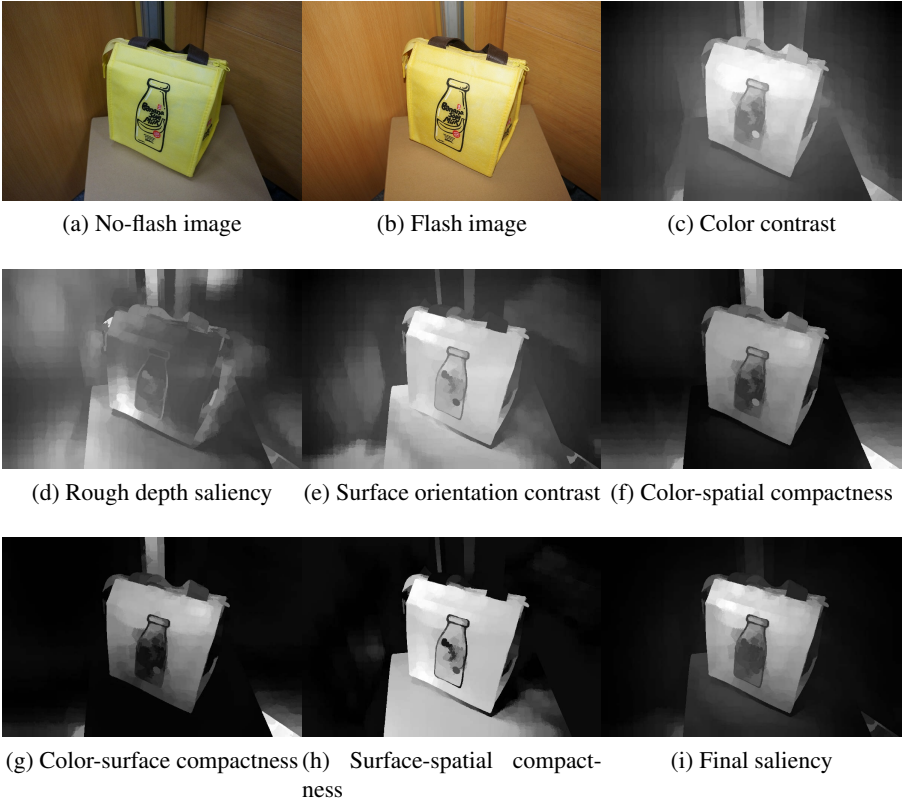 (a) No-flash image
(b) Flash image
(c) Color contrast
(d) Rough depth saliency
(e) Surface orientation contrast
(f) Color-spatial compactness
(g) Color-surface compactness
(h) Surface-spatial compact-
ness
(i) Final saliency